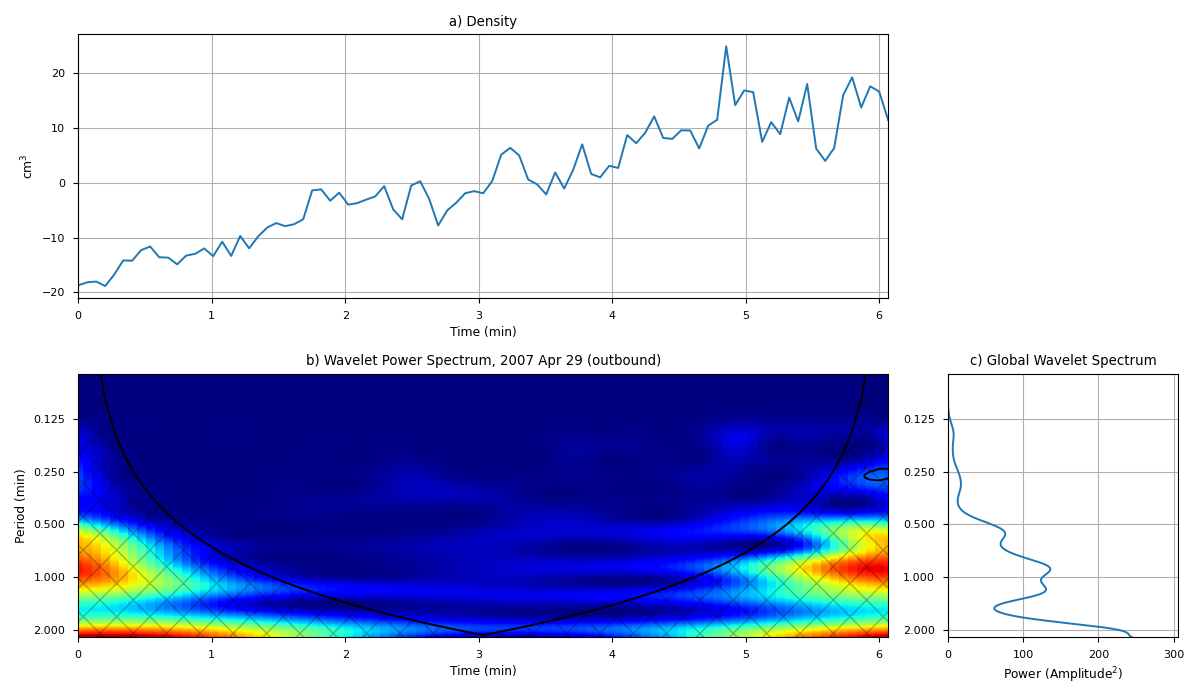 a) Density
cm³
20
10
0
−10
−20
0 1 2 3 4 5 6
Time (min)
b) Wavelet Power Spectrum, 2007 Apr 29 (outbound)
Period (min)
0.125
0.250
0.500
1.000
2.000
0 1 2 3 4 5 6
Time (min)
c) Global Wavelet Spectrum
0.125
0.250
0.500
1.000
2.000
0 100 200 300
Power (Amplitude²)